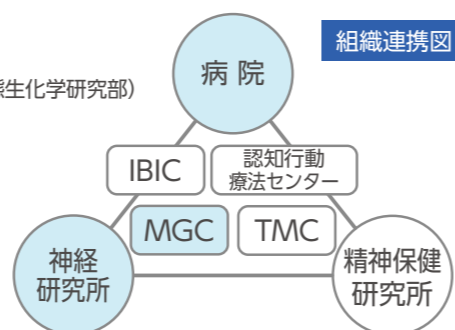 組織連携図
病院
態生化学研究部）
IBIC
認知行動
療法センター
MGC
TMC
神経
研究所
精神保健
研究所